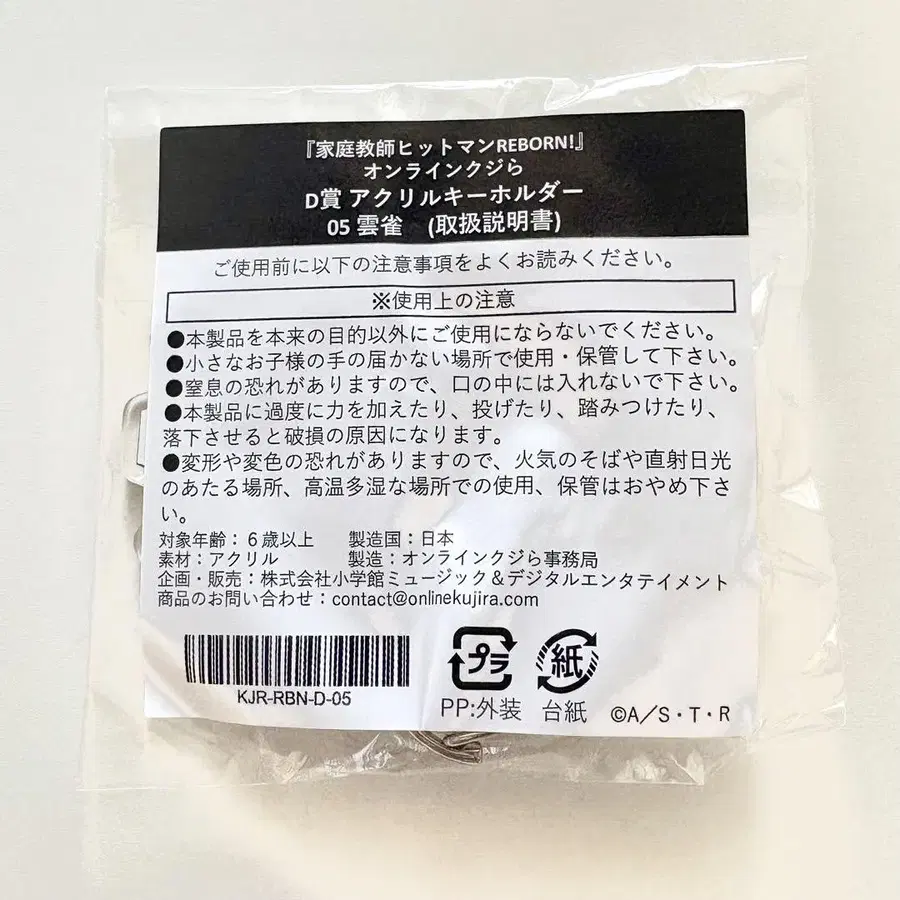 『家庭教師ヒットマンREBORN!』
オンラインクジら
D賞 アクリルキーホルダー
05 雲雀　(取扱説明書)
ご使用前に以下の注意事項をよくお読みください。
※使用上の注意
●本製品を本来の目的以外にご使用にならないでください。
●小さなお子様の手の届かない場所で使用・保管して下さい。
●窒息の恐れがありますので、口の中には入れないで下さい。
●本製品に過度に力を加えたり、投げたり、踏みつけたり、
落下させると破損の原因になります。
●変形や変色の恐れがありますので、火気のそばや直射日光
のあたる場所、高温多湿な場所での使用、保管はおやめ下さ
い。
対象年齢：６歳以上　製造国：日本
素材：アクリル　製造：オンラインクジら事務局
企画・販売：株式会社小学館ミュージック＆デジタルエンタテイメント
商品のお問い合わせ：contact@onlinekujira.com
プラ 紙
KJR-RBN-D-05
PP:外装 台紙 ©A/S・T・R